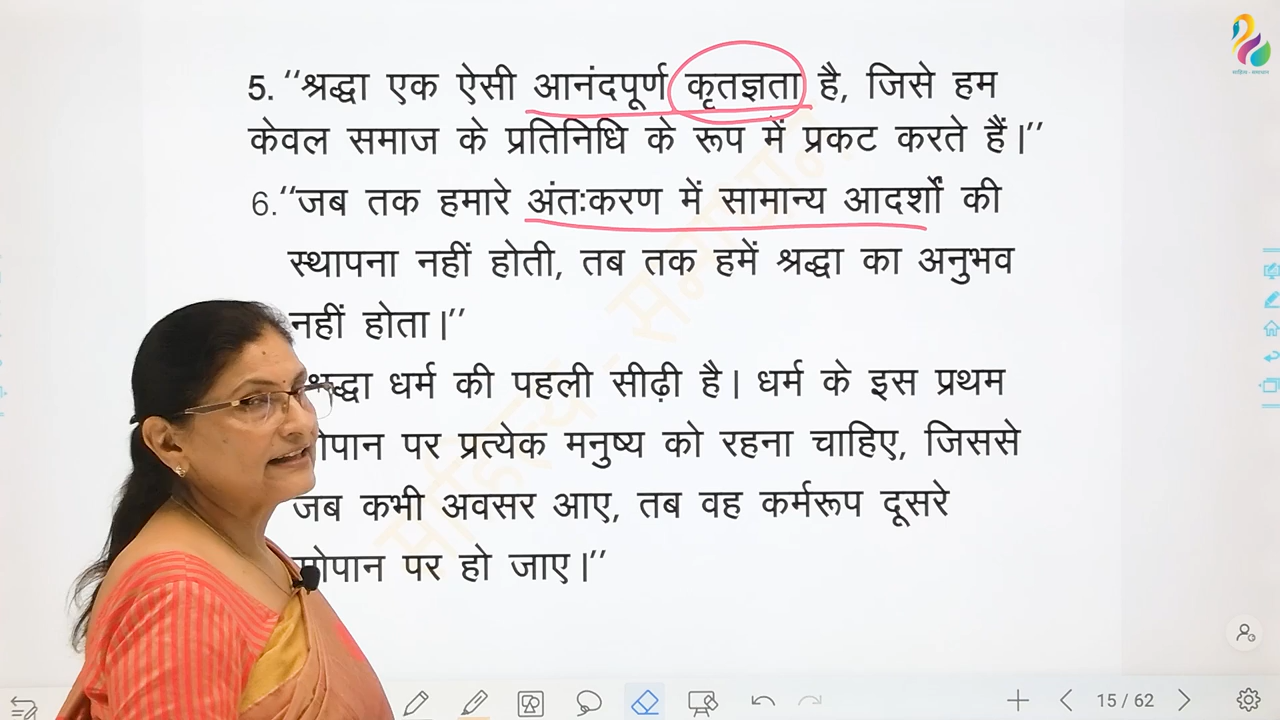 5. ‘‘श्रद्धा एक ऐसी आनंदपूर्ण कृतज्ञता है, जिसे हम
केवल समाज के प्रतिनिधि के रूप में प्रकट करते हैं।’’
6.‘‘जब तक हमारे अंतःकरण में सामान्य आदर्शों की
स्थापना नहीं होती, तब तक हमें श्रद्धा का अनुभव
नहीं होता।’’
श्रद्धा धर्म की पहली सीढ़ी है। धर्म के इस प्रथम
सोपान पर प्रत्येक मनुष्य को रहना चाहिए, जिससे
जब कभी अवसर आए, तब वह कर्मरूप दूसरे
सोपान पर हो जाए।’’
15 / 62